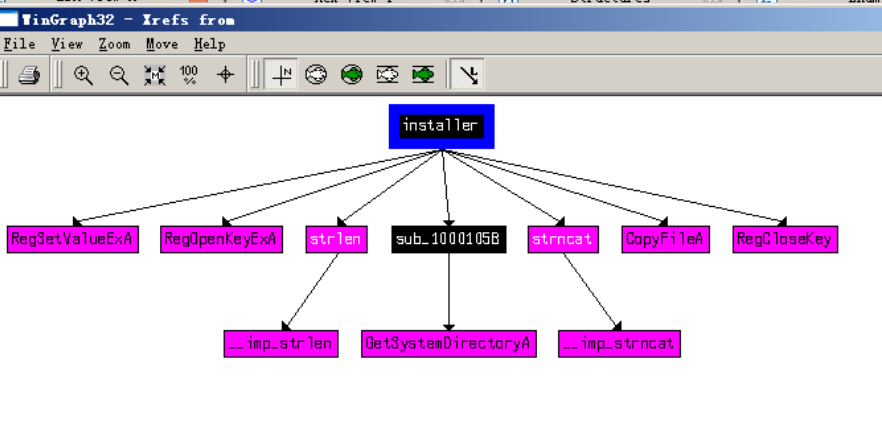 WinGraph32 - Xrefs from
File View Zoom Move Help
N 100 %
installer
RegSetValueExA RegOpenKeyExA strlen sub_1000105B strncat CopyFileA RegCloseKey
__imp_strlen GetSystemDirectoryA __imp_strncat